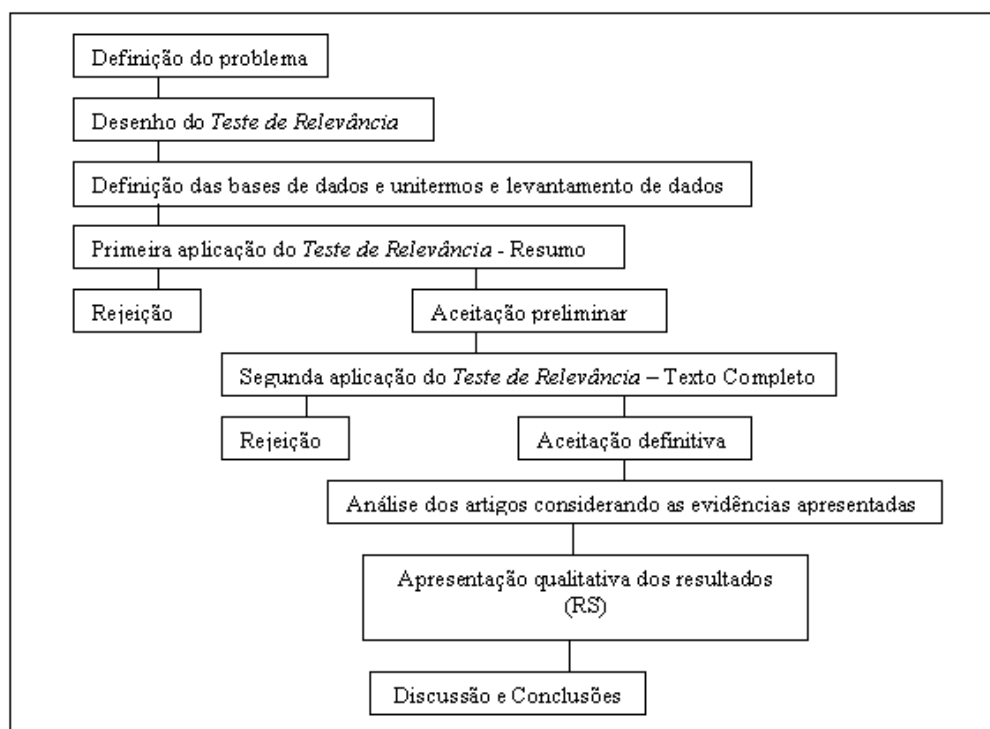 Definição do problema
Desenho do Teste de Relevância
Definição das bases de dados e unitermos e levantamento de dados
Primeira aplicação do Teste de Relevância - Resumo
Rejeição
Aceitação preliminar
Segunda aplicação do Teste de Relevância – Texto Completo
Rejeição
Aceitação definitiva
Análise dos artigos considerando as evidências apresentadas
Apresentação qualitativa dos resultados
(RS)
Discussão e Conclusões